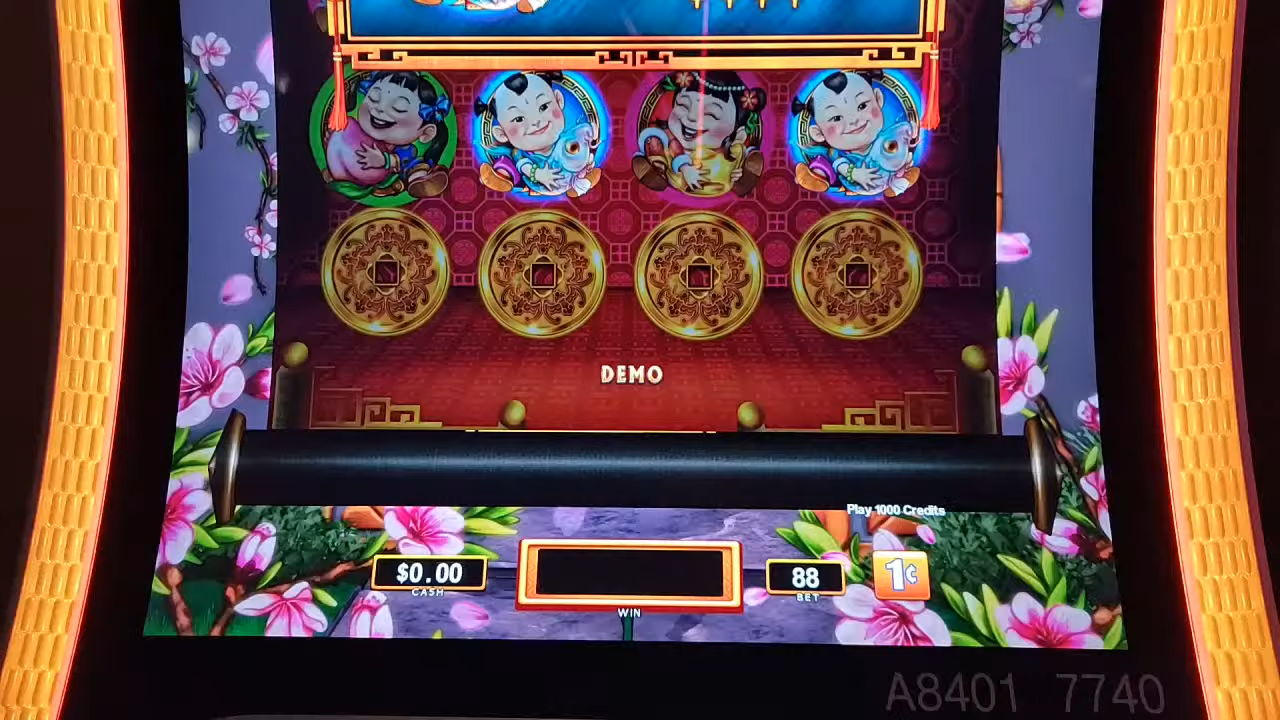 DEMO
Play 1000 Credits
$0.00
CASH
WIN
88
BET
1¢
A8401 7740